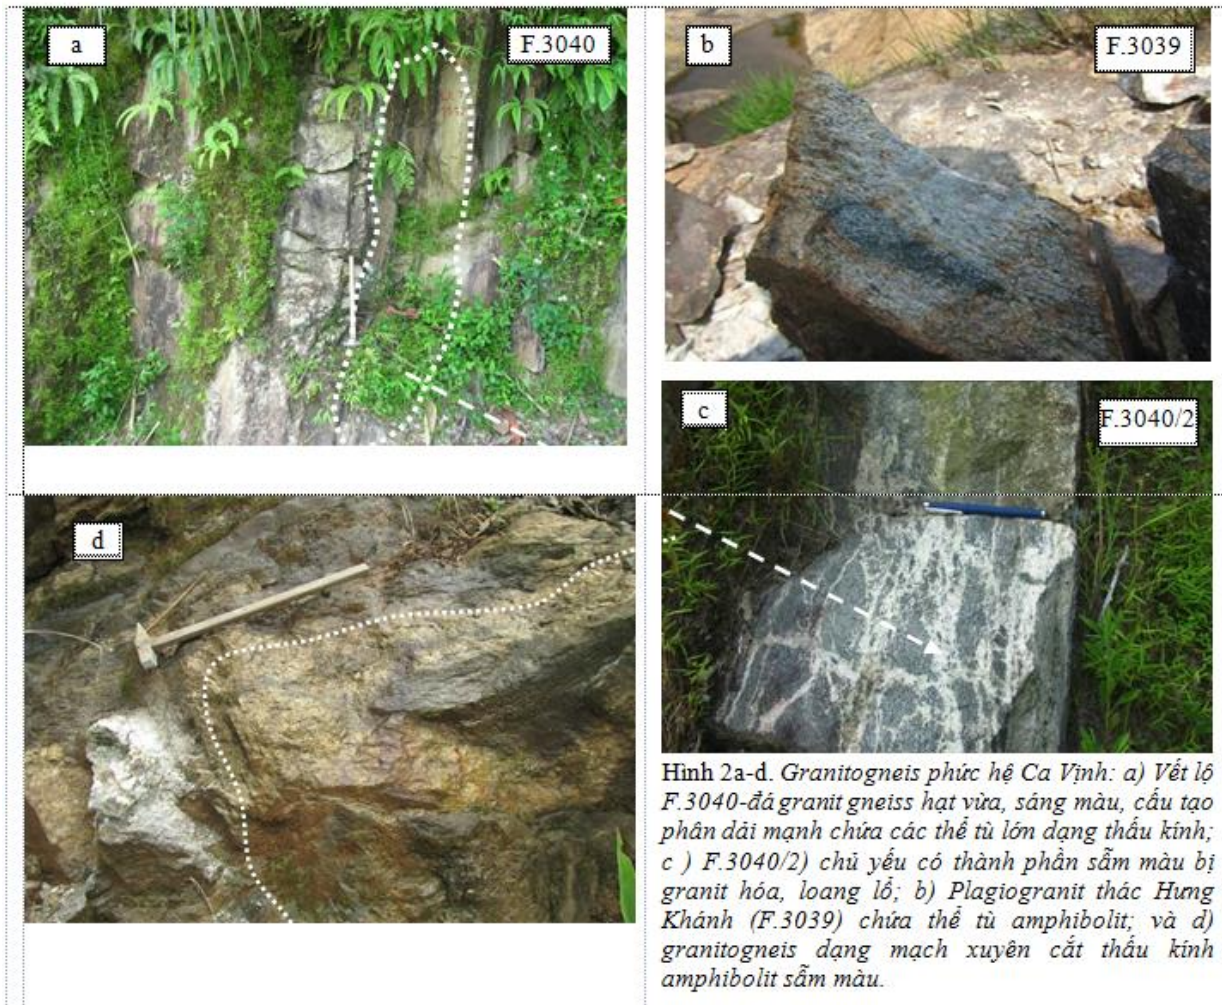 a
F.3040
b
F.3039
c
F.3040/2
d
Hình 2a-d. Granitogneis phức hệ Ca Vịnh: a) Vết lộ
F.3040-đá granit gneiss hạt vừa, sáng màu, cấu tạo
phân dải mạnh chứa các thể tù lớn dạng thấu kính;
c ) F.3040/2) chủ yếu có thành phần sẫm màu bị
granit hóa, loang lổ; b) Plagiogranit thác Hưng
Khánh (F.3039) chứa thể tù amphibolit; và d)
granitogneis dạng mạch xuyên cắt thấu kính
amphibolit sẫm màu.